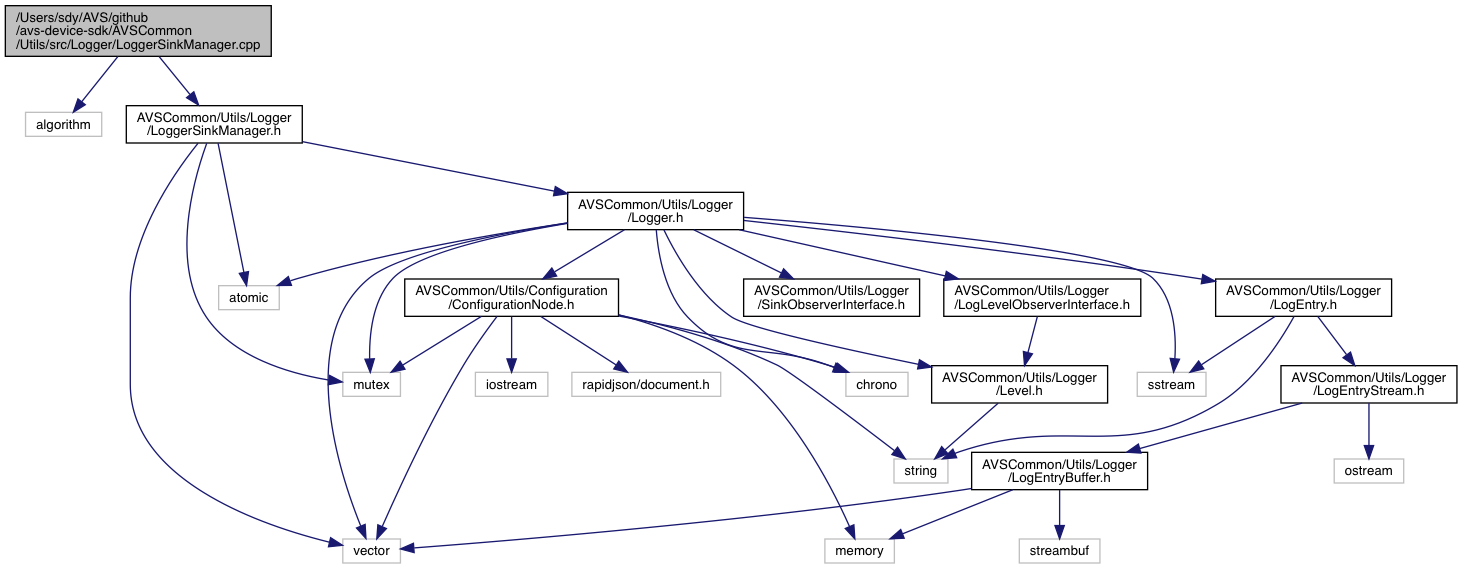 /Users/sdy/AVS/github
/avs-device-sdk/AVSCommon
/Utils/src/Logger/LoggerSinkManager.cpp
algorithm
AVSCommon/Utils/Logger
/LoggerSinkManager.h
AVSCommon/Utils/Logger
/Logger.h
atomic
AVSCommon/Utils/Configuration
/ConfigurationNode.h
AVSCommon/Utils/Logger
/SinkObserverInterface.h
AVSCommon/Utils/Logger
/LogLevelObserverInterface.h
AVSCommon/Utils/Logger
/LogEntry.h
mutex
iostream
rapidjson/document.h
chrono
AVSCommon/Utils/Logger
/Level.h
sstream
AVSCommon/Utils/Logger
/LogEntryStream.h
string
AVSCommon/Utils/Logger
/LogEntryBuffer.h
ostream
vector
memory
streambuf